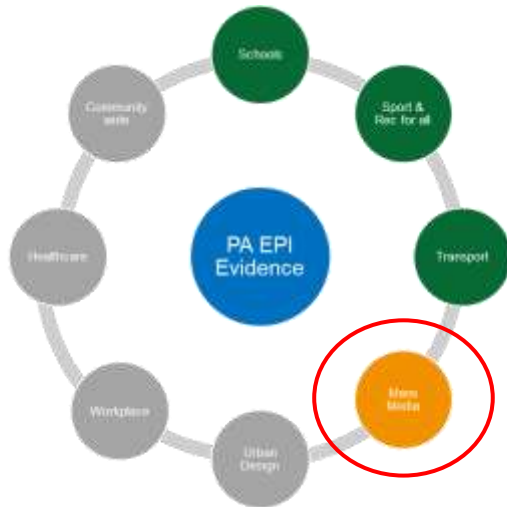 Schools
Sport &
Rec for all
Transport
Mass
Media
Urban
Design
Workplace
Healthcare
Community
wide
PA EPI
Evidence